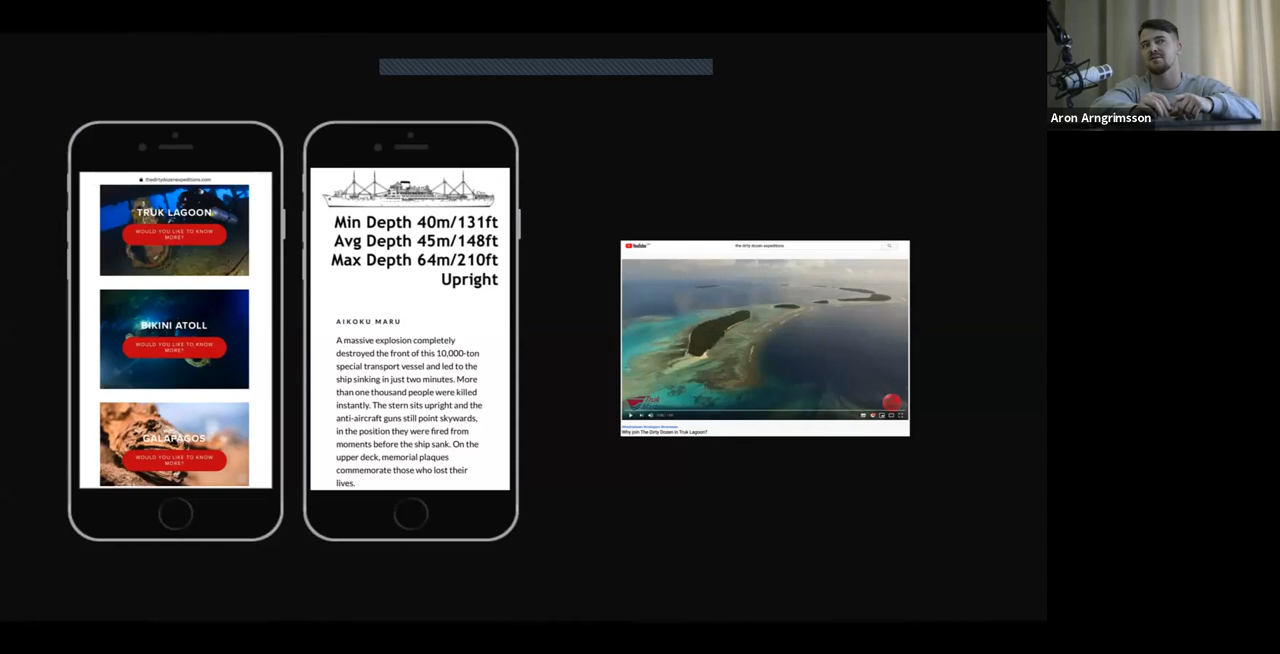 thedirtydozenexpeditions.com
TRUK LAGOON
WOULD YOU LIKE TO KNOW
MORE?
BIKINI ATOLL
WOULD YOU LIKE TO KNOW
MORE?
GALAPAGOS
WOULD YOU LIKE TO KNOW
MORE?
Min Depth 40m/131ft
Avg Depth 45m/148ft
Max Depth 64m/210ft
Upright
AIKOKU MARU
A massive explosion completely
destroyed the front of this 10,000-ton
special transport vessel and led to the
ship sinking in just two minutes. More
than one thousand people were killed
instantly. The stern sits upright and the
anti-aircraft guns still point skywards,
in the position they were fired from
moments before the ship sank. On the
upper deck, memorial plaques
commemorate those who lost their
lives.
YouTube
the dirty dozen expeditions
Truk
Why join The Dirty Dozen in Truk Lagoon?
Aron Arngrimsson